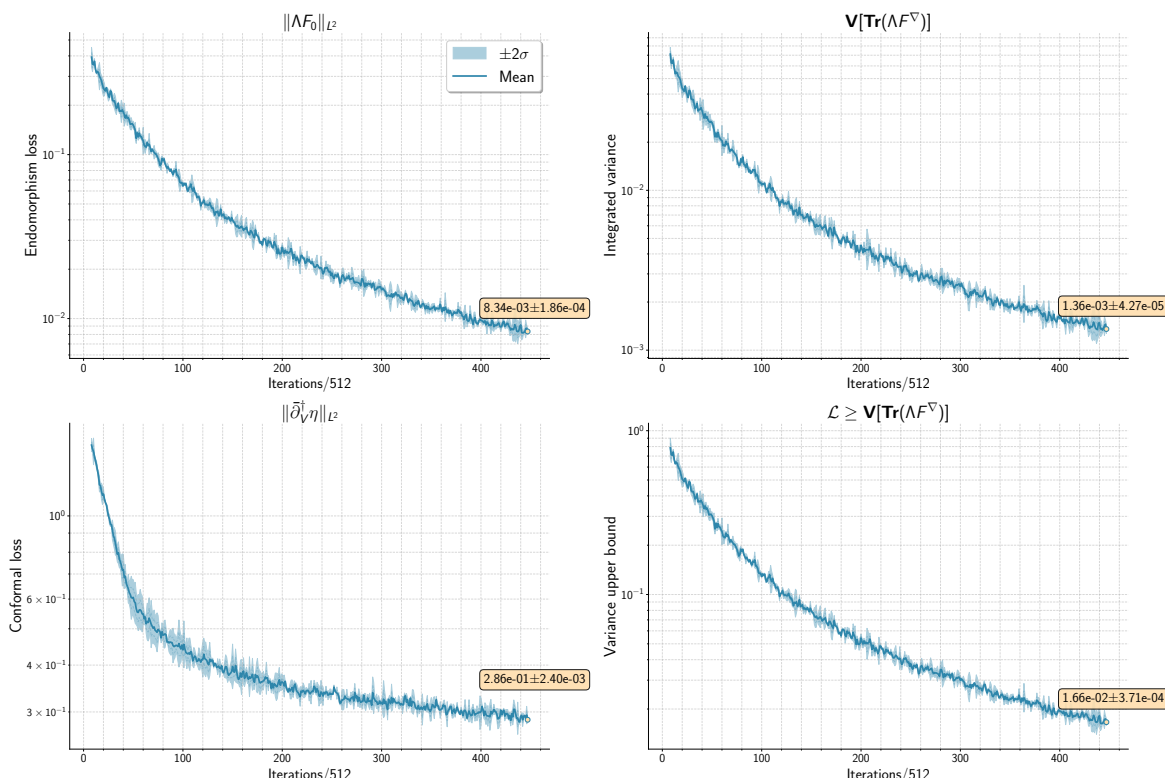 ‖ΛF₀‖_{L²}
±2σ
Mean
Endomorphism loss
10⁻¹
10⁻²
8.34e-03±1.86e-04
0 100 200 300 400
Iterations/512
V[Tr(ΛF^∇)]
Integrated variance
10⁻²
10⁻³
1.36e-03±4.27e-05
0 100 200 300 400
Iterations/512
‖∂̄_V^†η‖_{L²}
Conformal loss
10⁰
6 × 10⁻¹
4 × 10⁻¹
3 × 10⁻¹
2.86e-01±2.40e-03
0 100 200 300 400
Iterations/512
ℒ ≥ V[Tr(ΛF^∇)]
Variance upper bound
10⁰
10⁻¹
1.66e-02±3.71e-04
0 100 200 300 400
Iterations/512